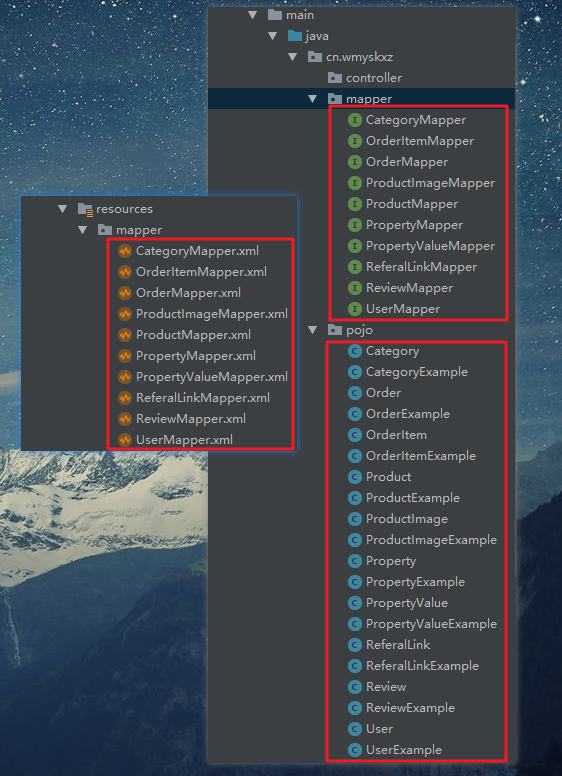 main
java
cn.wmyskxz
controller
mapper
CategoryMapper
OrderItemMapper
OrderMapper
ProductImageMapper
ProductMapper
PropertyMapper
PropertyValueMapper
ReferalLinkMapper
ReviewMapper
UserMapper
pojo
Category
CategoryExample
Order
OrderExample
OrderItem
OrderItemExample
Product
ProductExample
ProductImage
ProductImageExample
Property
PropertyExample
PropertyValue
PropertyValueExample
ReferalLink
ReferalLinkExample
Review
ReviewExample
User
UserExample
resources
mapper
CategoryMapper.xml
OrderItemMapper.xml
OrderMapper.xml
ProductImageMapper.xml
ProductMapper.xml
PropertyMapper.xml
PropertyValueMapper.xml
ReferalLinkMapper.xml
ReviewMapper.xml
UserMapper.xml